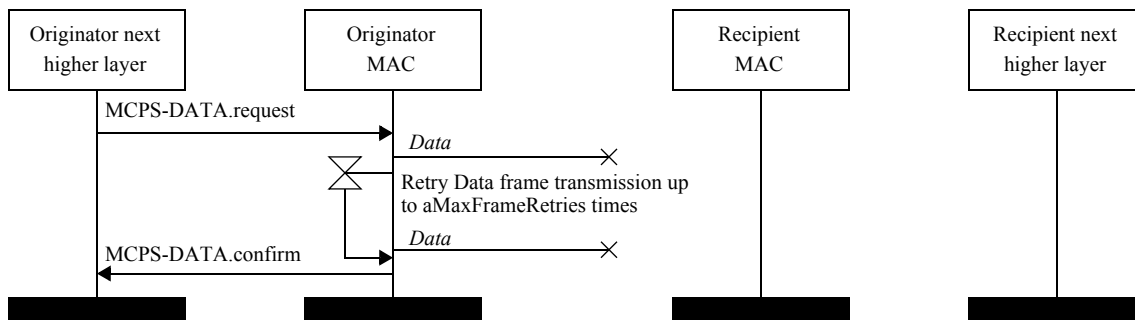 Originator next
higher layer
Originator
MAC
Recipient
MAC
Recipient next
higher layer
MCPS-DATA.request
Data
Retry Data frame transmission up
to aMaxFrameRetries times
Data
MCPS-DATA.confirm